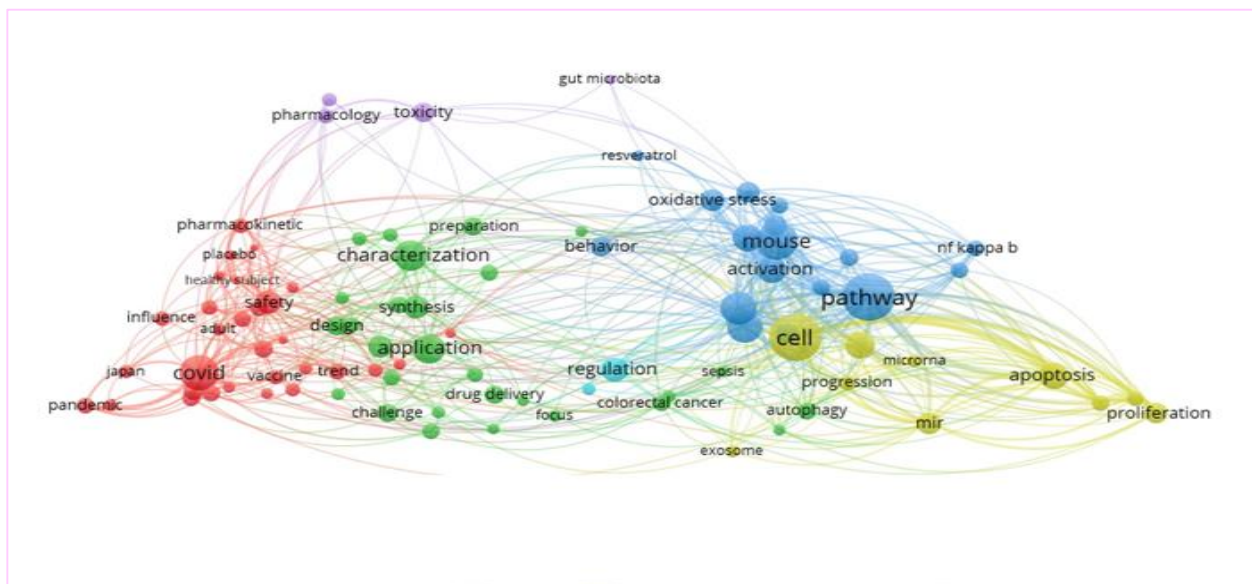 gut microbiota
pharmacology
toxicity
resveratrol
oxidative stress
pharmacokinetic
preparation
placebo
characterization
behavior
mouse
nf kappa b
activation
healthy subject
safety
synthesis
pathway
influence
adult
design
cell
application
japan
covid
vaccine
trend
regulation
sepsis
microrna
progression
apoptosis
pandemic
challenge
drug delivery
focus
colorectal cancer
autophagy
mir
proliferation
exosome